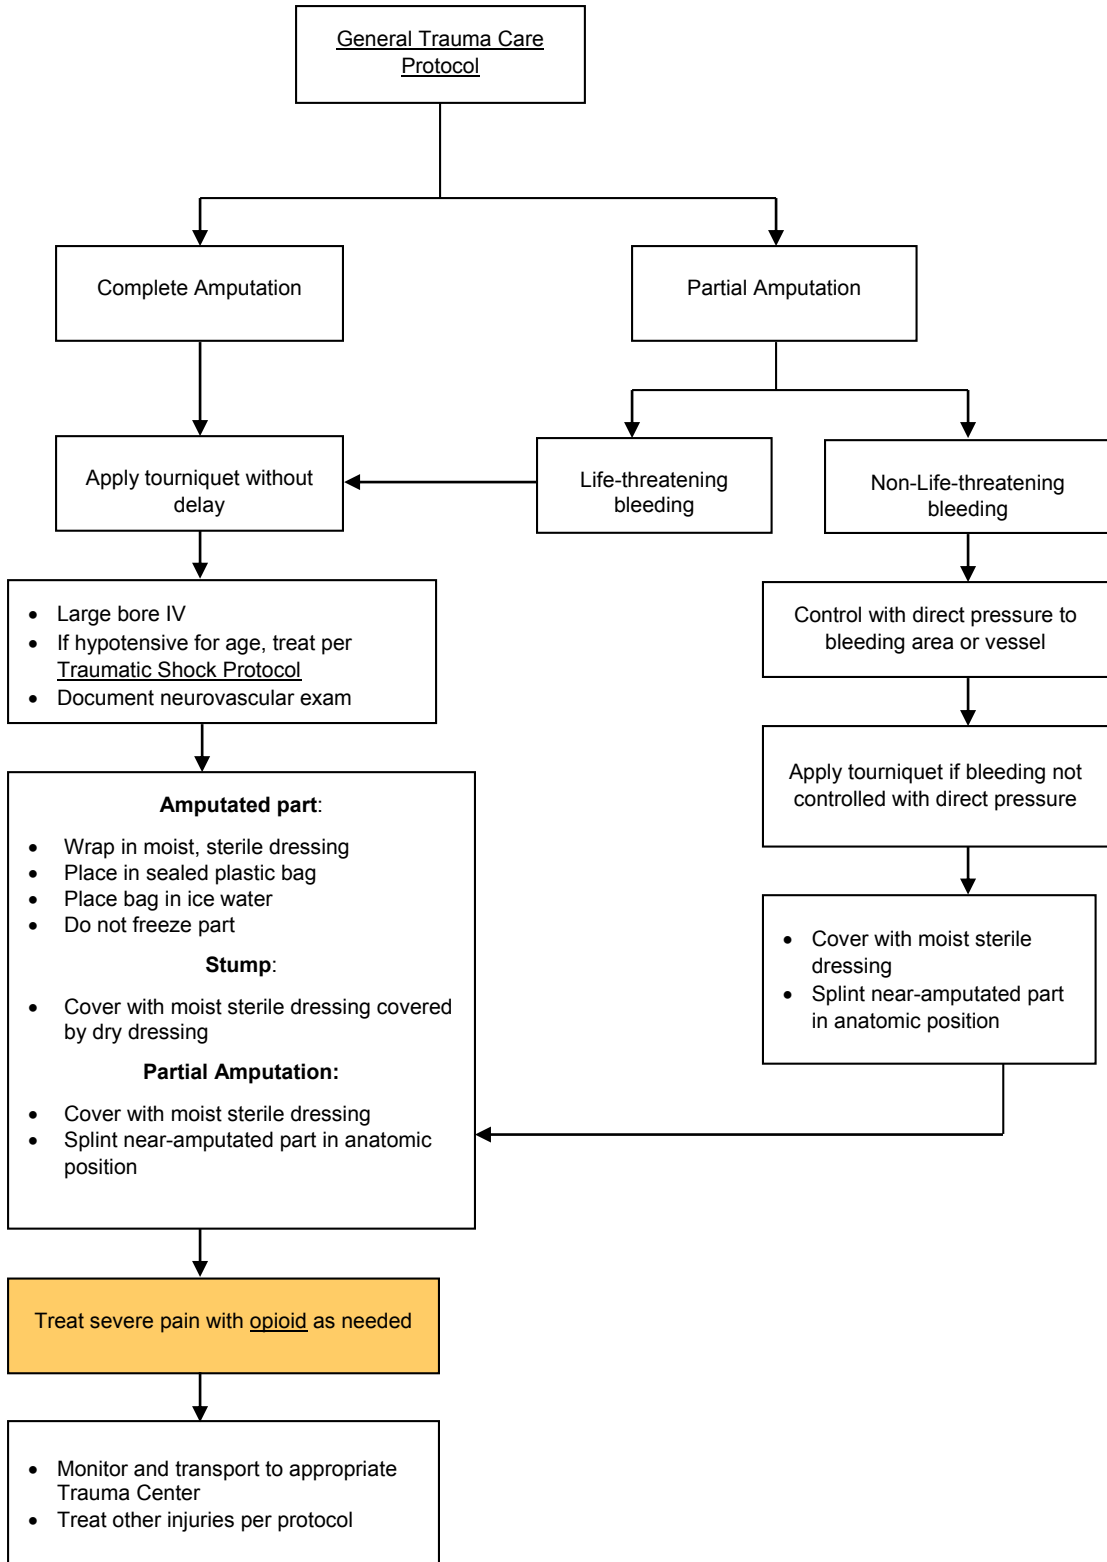 General Trauma Care
Protocol
Complete Amputation
Partial Amputation
Apply tourniquet without
delay
Life-threatening
bleeding
Non-Life-threatening
bleeding
• Large bore IV
• If hypotensive for age, treat per
Traumatic Shock Protocol
• Document neurovascular exam
Control with direct pressure to
bleeding area or vessel
Apply tourniquet if bleeding not
controlled with direct pressure
Amputated part:
• Wrap in moist, sterile dressing
• Place in sealed plastic bag
• Place bag in ice water
• Do not freeze part
Stump:
• Cover with moist sterile dressing covered
by dry dressing
Partial Amputation:
• Cover with moist sterile dressing
• Splint near-amputated part in anatomic
position
• Cover with moist sterile
dressing
• Splint near-amputated part
in anatomic position
Treat severe pain with opioid as needed
• Monitor and transport to appropriate
Trauma Center
• Treat other injuries per protocol